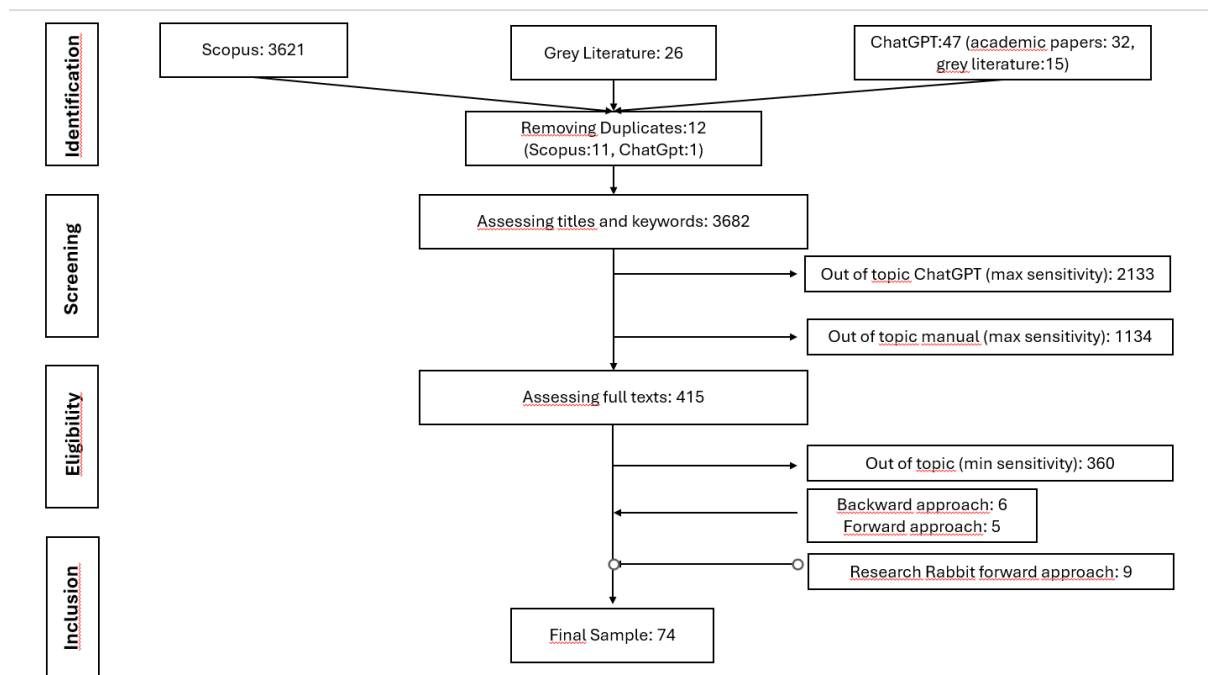 Identification
Scopus: 3621
Grey Literature: 26
ChatGPT:47 (academic papers: 32,
grey literature:15)
Removing Duplicates:12
(Scopus:11, ChatGpt:1)
Screening
Assessing titles and keywords: 3682
Out of topic ChatGPT (max sensitivity): 2133
Out of topic manual (max sensitivity): 1134
Eligibility
Assessing full texts: 415
Out of topic (min sensitivity): 360
Backward approach: 6
Forward approach: 5
Inclusion
Research Rabbit forward approach: 9
Final Sample: 74